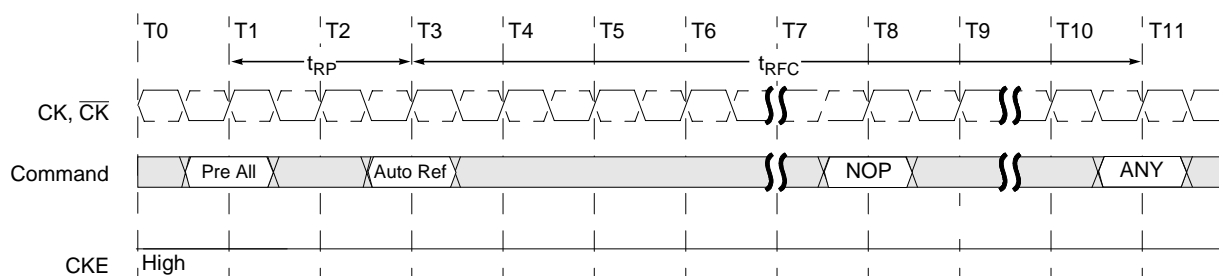 T0 T1 T2 T3 T4 T5 T6 T7 T8 T9 T10 T11
tRP tRFC
CK, C̅K̅
Command Pre All Auto Ref NOP ANY
CKE High